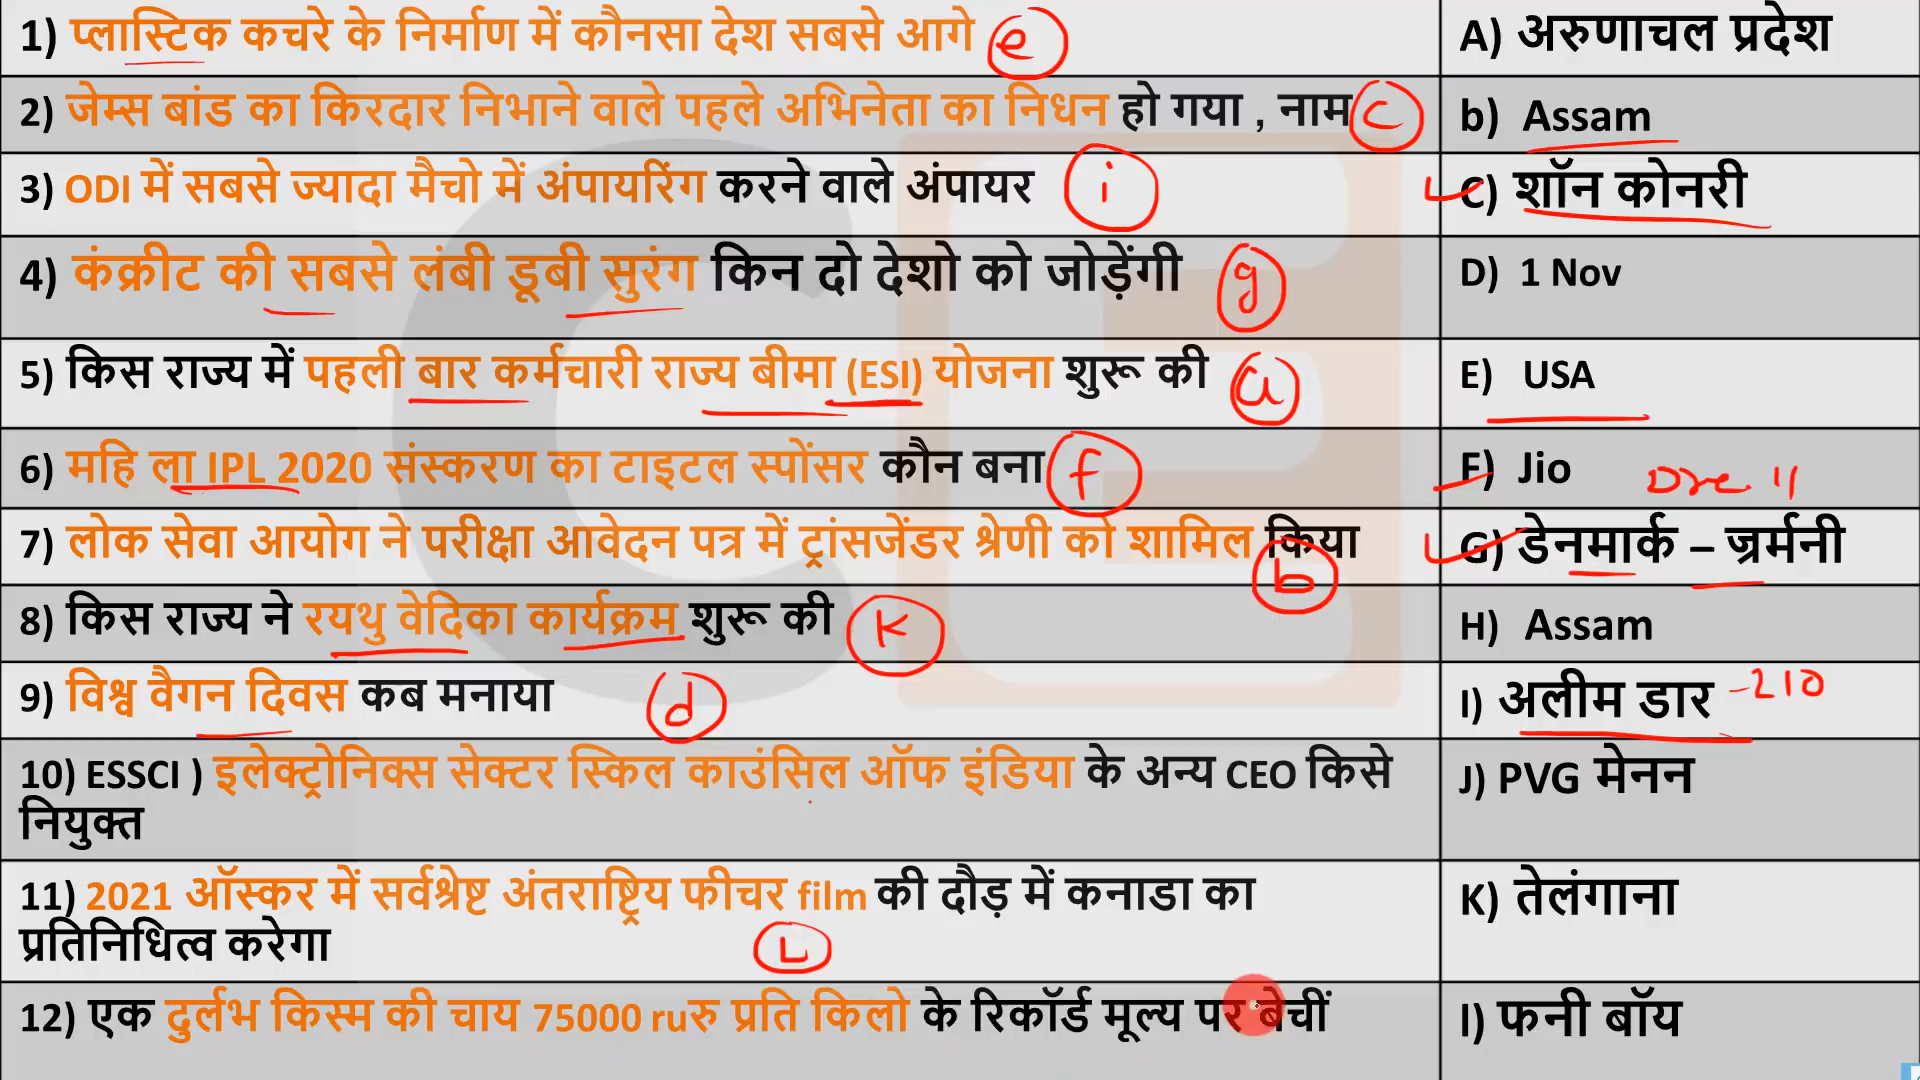 1) प्लास्टिक कचरे के निर्माण में कौनसा देश सबसे आगे e
A) अरुणाचल प्रदेश
2) जेम्स बांड का किरदार निभाने वाले पहले अभिनेता का निधन हो गया , नाम c
b) Assam
3) ODI में सबसे ज्यादा मैचो में अंपायरिंग करने वाले अंपायर i
C) शॉन कोनरी
4) कंक्रीट की सबसे लंबी डूबी सुरंग किन दो देशो को जोड़ेंगी g
D) 1 Nov
5) किस राज्य में पहली बार कर्मचारी राज्य बीमा (ESI) योजना शुरू की a
E) USA
6) महि ला IPL 2020 संस्करण का टाइटल स्पोंसर कौन बना f
F) Jio Dre 11
7) लोक सेवा आयोग ने परीक्षा आवेदन पत्र में ट्रांसजेंडर श्रेणी को शामिल किया b
G) डेनमार्क – ज़र्मनी
8) किस राज्य ने रयथु वेदिका कार्यक्रम शुरू की K
H) Assam
9) विश्व वैगन दिवस कब मनाया d
I) अलीम डार -210
10) ESSCI ) इलेक्ट्रोनिक्स सेक्टर स्किल काउंसिल ऑफ इंडिया के अन्य CEO किसे
नियुक्त
J) PVG मेनन
11) 2021 ऑस्कर में सर्वश्रेष्ट अंतराष्ट्रिय फीचर film की दौड़ में कनाडा का
प्रतिनिधित्व करेगा L
K) तेलंगाना
12) एक दुर्लभ किस्म की चाय 75000 ruरु प्रति किलो के रिकॉर्ड मूल्य पर बेचीं
l) फनी बॉय